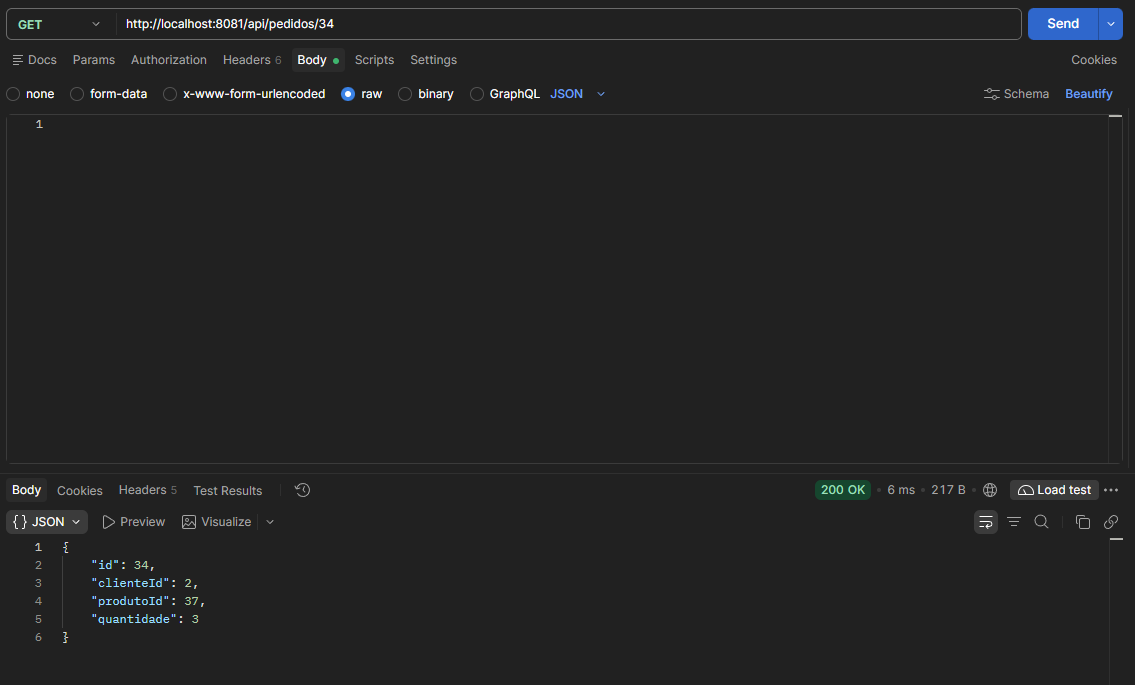 GET http://localhost:8081/api/pedidos/34 Send
Docs Params Authorization Headers 6 Body Scripts Settings Cookies
none form-data x-www-form-urlencoded raw binary GraphQL JSON Schema Beautify
1
Body Cookies Headers 5 Test Results 200 OK 6 ms 217 B Load test
{} JSON Preview Visualize
1 {
2 "id": 34,
3 "clienteId": 2,
4 "produtoId": 37,
5 "quantidade": 3
6 }